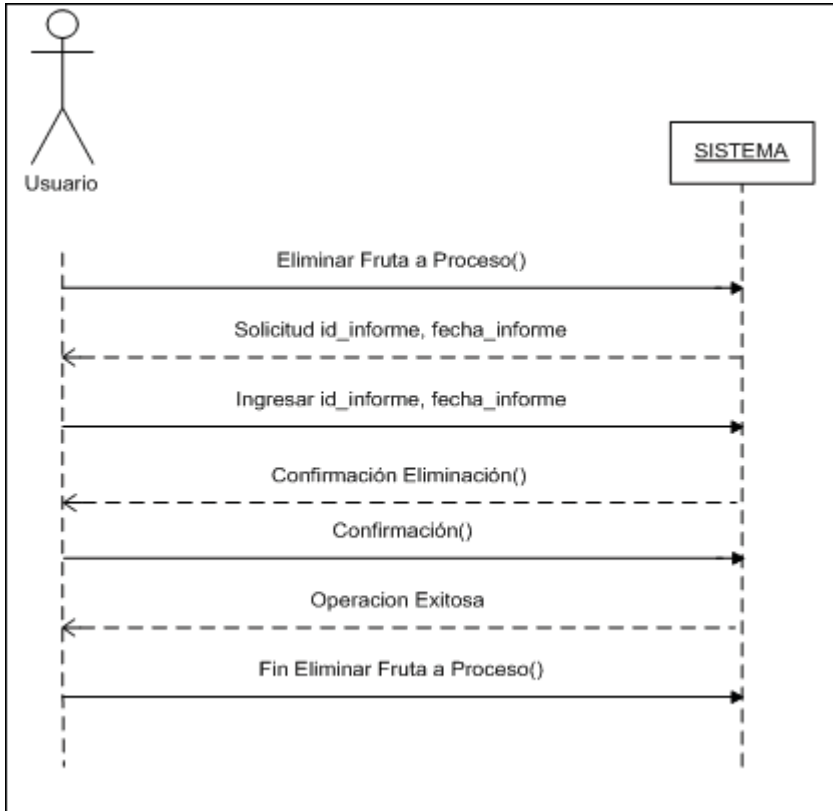 SISTEMA
Usuario
Eliminar Fruta a Proceso()
Solicitud id_informe, fecha_informe
Ingresar id_informe, fecha_informe
Confirmación Eliminación()
Confirmación()
Operacion Exitosa
Fin Eliminar Fruta a Proceso()